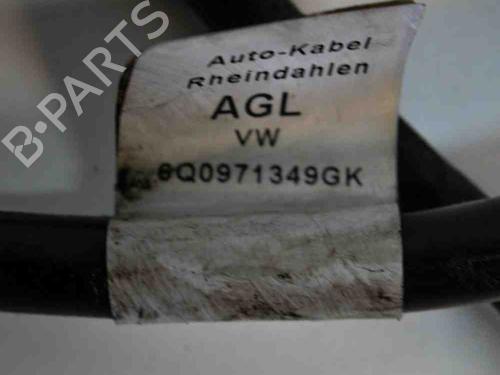 B-PARTS
Auto-Kabel
Rheindahlen
AGL
VW
6Q0971349GK